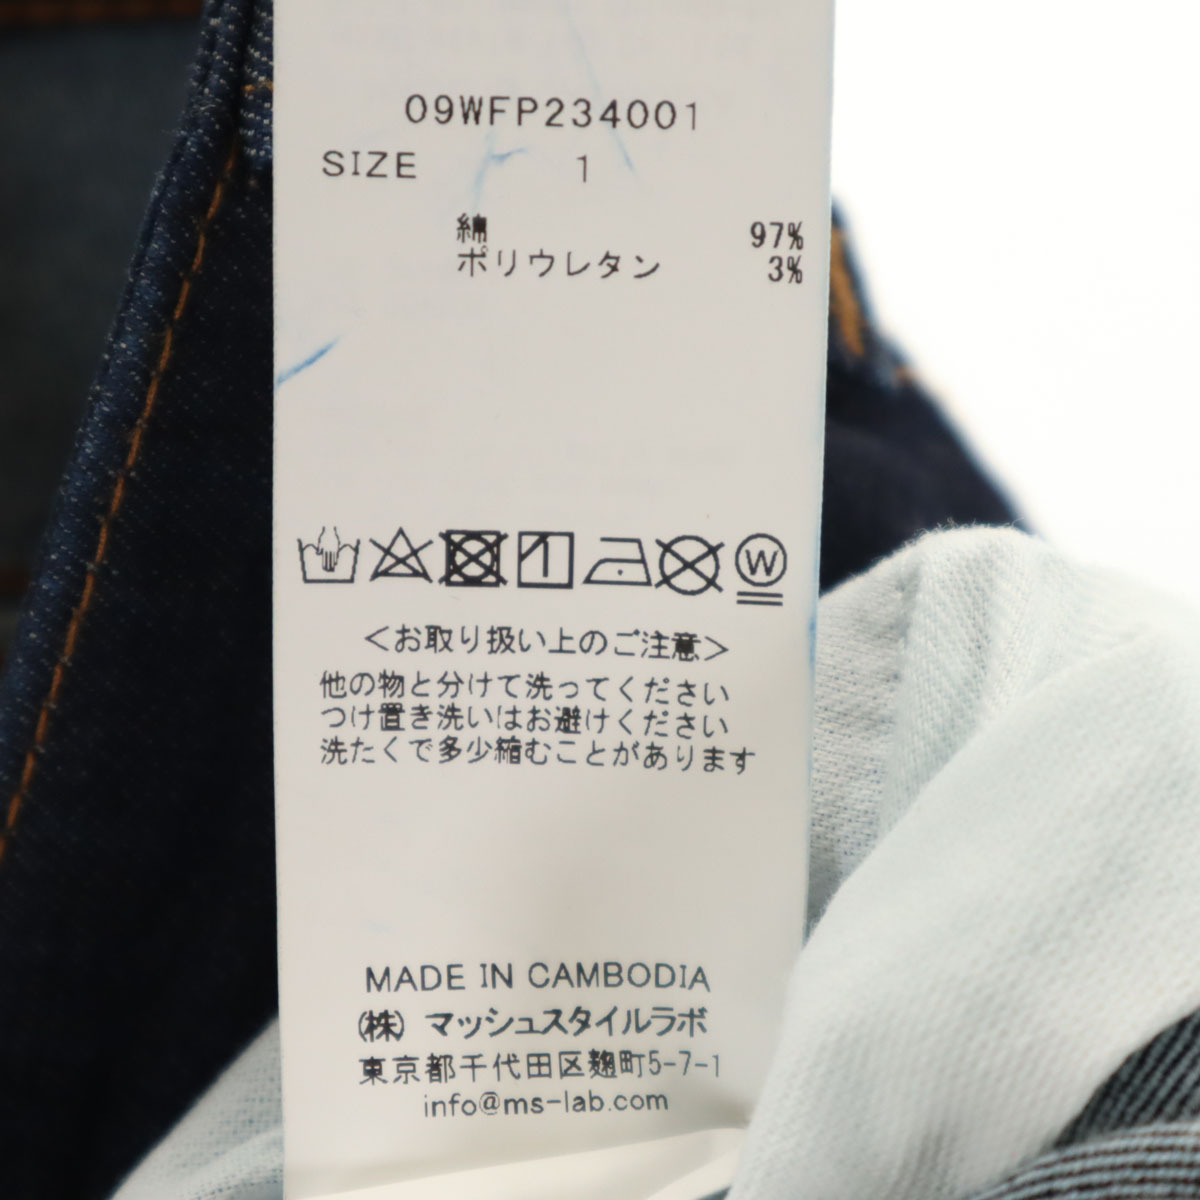 09WFP234001
SIZE 1
綿 97%
ポリウレタン 3%
W
<お取り扱い上のご注意>
他の物と分けて洗ってください
つけ置き洗いはお避けください
洗たくで多少縮むことがあります
MADE IN CAMBODIA
(株) マッシュスタイルラボ
東京都千代田区麹町5-7-1
info@ms-lab.com